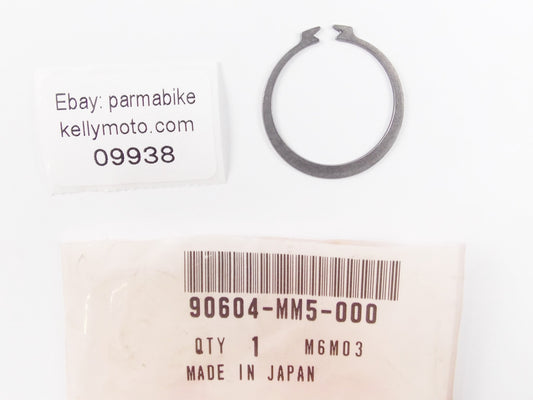 Ebay: parmabike
kellymoto.com
09938
90604-MM5-000
QTY 1 M6M03
MADE IN JAPAN